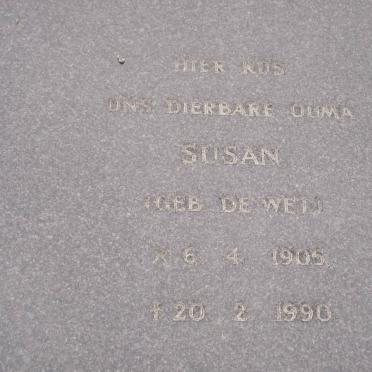 HIER RUS
ONS DIERBARE OUMA
SUSAN
(GEB DE WET)
* 6 4 1905
† 20 2 1990